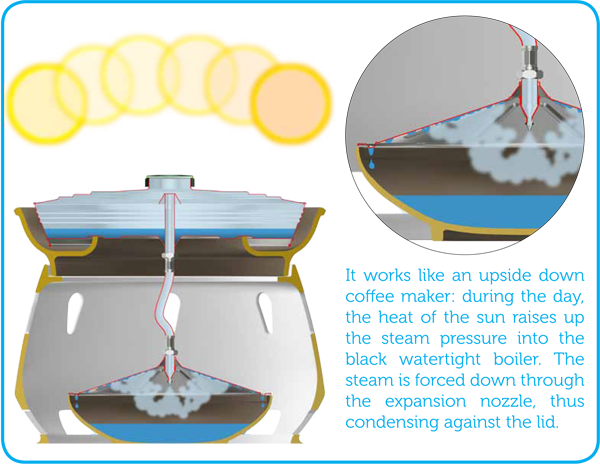 It works like an upside down
coffee maker: during the day,
the heat of the sun raises up
the steam pressure into the
black watertight boiler. The
steam is forced down through
the expansion nozzle, thus
condensing against the lid.